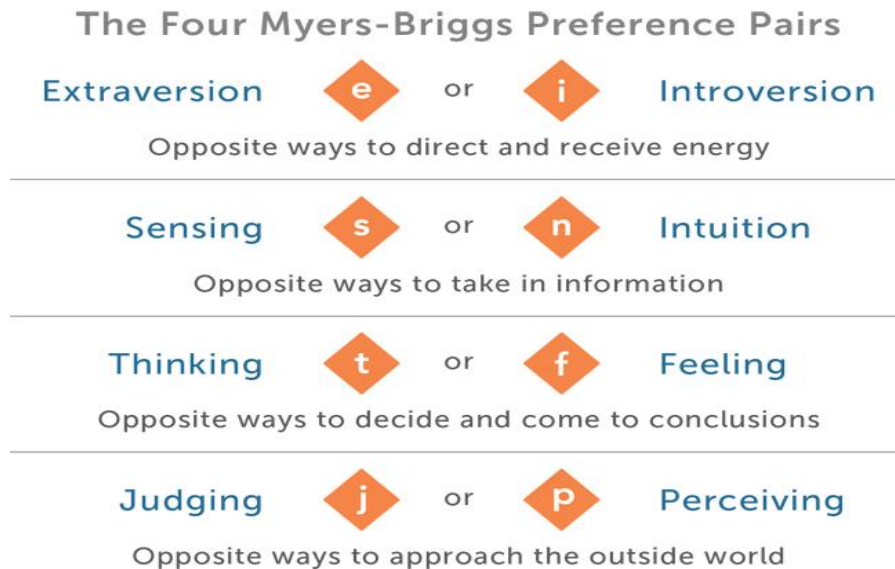 The Four Myers-Briggs Preference Pairs
Extraversion e or i Introversion
Opposite ways to direct and receive energy
Sensing s or n Intuition
Opposite ways to take in information
Thinking t or f Feeling
Opposite ways to decide and come to conclusions
Judging j or p Perceiving
Opposite ways to approach the outside world